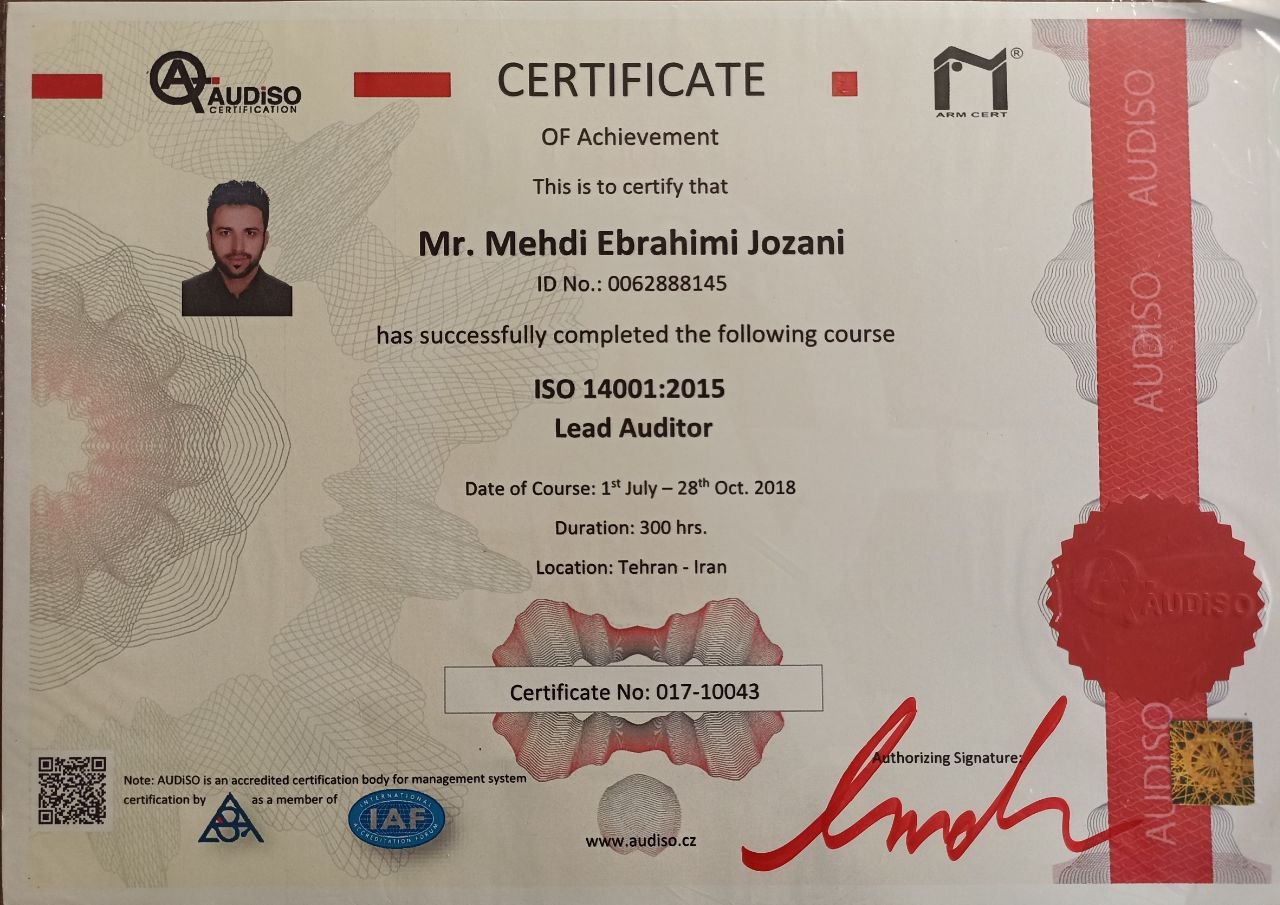 AUDiSO
CERTIFICATION
CERTIFICATE
ARM CERT
®
OF Achievement
This is to certify that
Mr. Mehdi Ebrahimi Jozani
ID No.: 0062888145
has successfully completed the following course
ISO 14001:2015
Lead Auditor
Date of Course: 1st July – 28th Oct. 2018
Duration: 300 hrs.
Location: Tehran - Iran
Certificate No: 017-10043
Authorizing Signature:
Note: AUDiSO is an accredited certification body for management system
certification by
as a member of
INTERNATIONAL
IAF
ACCREDITATION FORUM
www.audiso.cz
AUDISO
AUDISO
AUDiSO
AUDISO